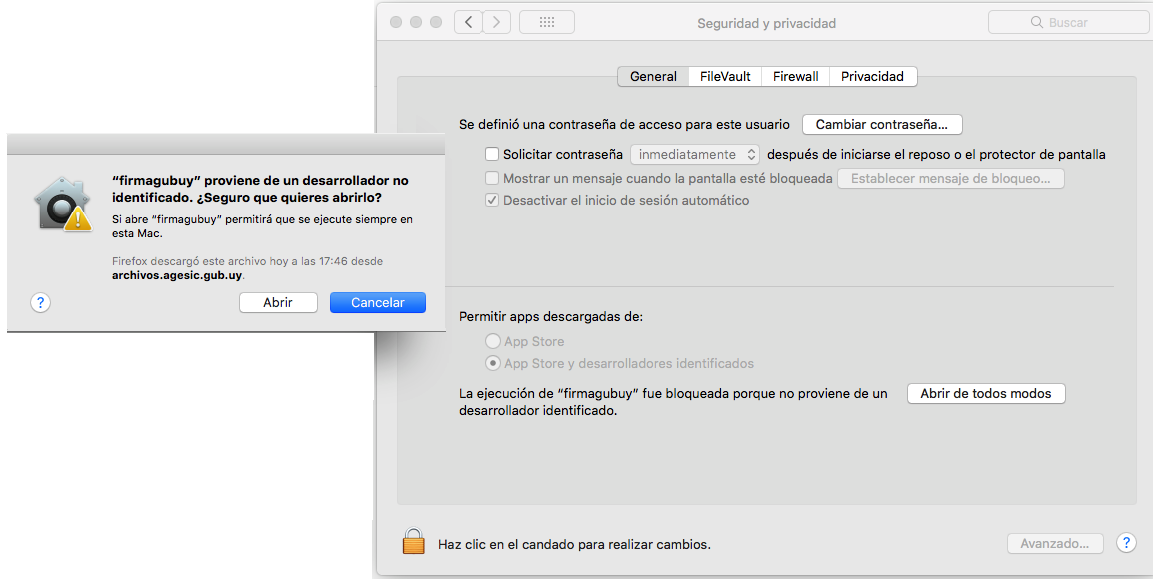 Seguridad y privacidad
Buscar
General
FileVault
Firewall
Privacidad
Se definió una contraseña de acceso para este usuario
Cambiar contraseña...
Solicitar contraseña
inmediatamente
después de iniciarse el reposo o el protector de pantalla
Mostrar un mensaje cuando la pantalla esté bloqueada
Establecer mensaje de bloqueo...
Desactivar el inicio de sesión automático
“firmagubuy” proviene de un desarrollador no
identificado. ¿Seguro que quieres abrirlo?
Si abre “firmagubuy” permitirá que se ejecute siempre en
esta Mac.
Firefox descargó este archivo hoy a las 17:46 desde
archivos.agesic.gub.uy.
?
Abrir
Cancelar
Permitir apps descargadas de:
App Store
App Store y desarrolladores identificados
La ejecución de “firmagubuy” fue bloqueada porque no proviene de un
desarrollador identificado.
Abrir de todos modos
Haz clic en el candado para realizar cambios.
Avanzado...
?